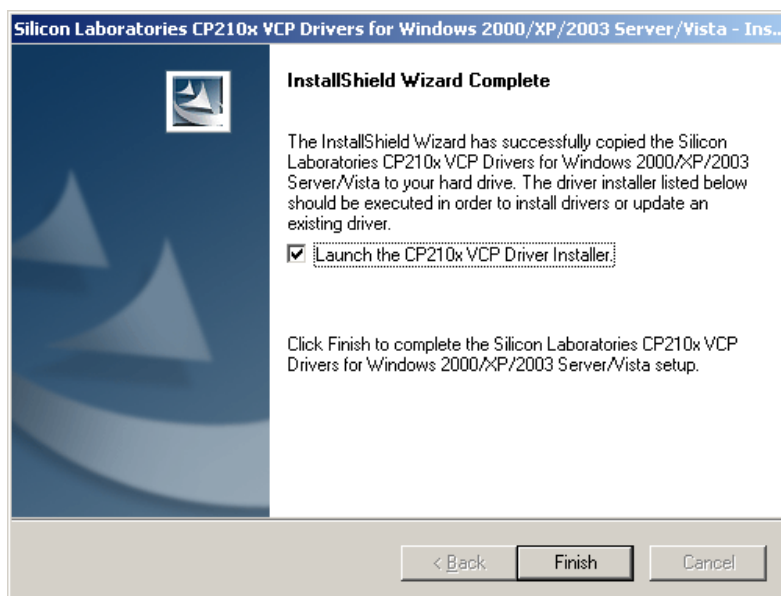 Silicon Laboratories CP210x VCP Drivers for Windows 2000/XP/2003 Server/Vista - Ins...
InstallShield Wizard Complete
The InstallShield Wizard has successfully copied the Silicon
Laboratories CP210x VCP Drivers for Windows 2000/XP/2003
Server/Vista to your hard drive. The driver installer listed below
should be executed in order to install drivers or update an
existing driver.
Launch the CP210x VCP Driver Installer.
Click Finish to complete the Silicon Laboratories CP210x VCP
Drivers for Windows 2000/XP/2003 Server/Vista setup.
< Back Finish Cancel